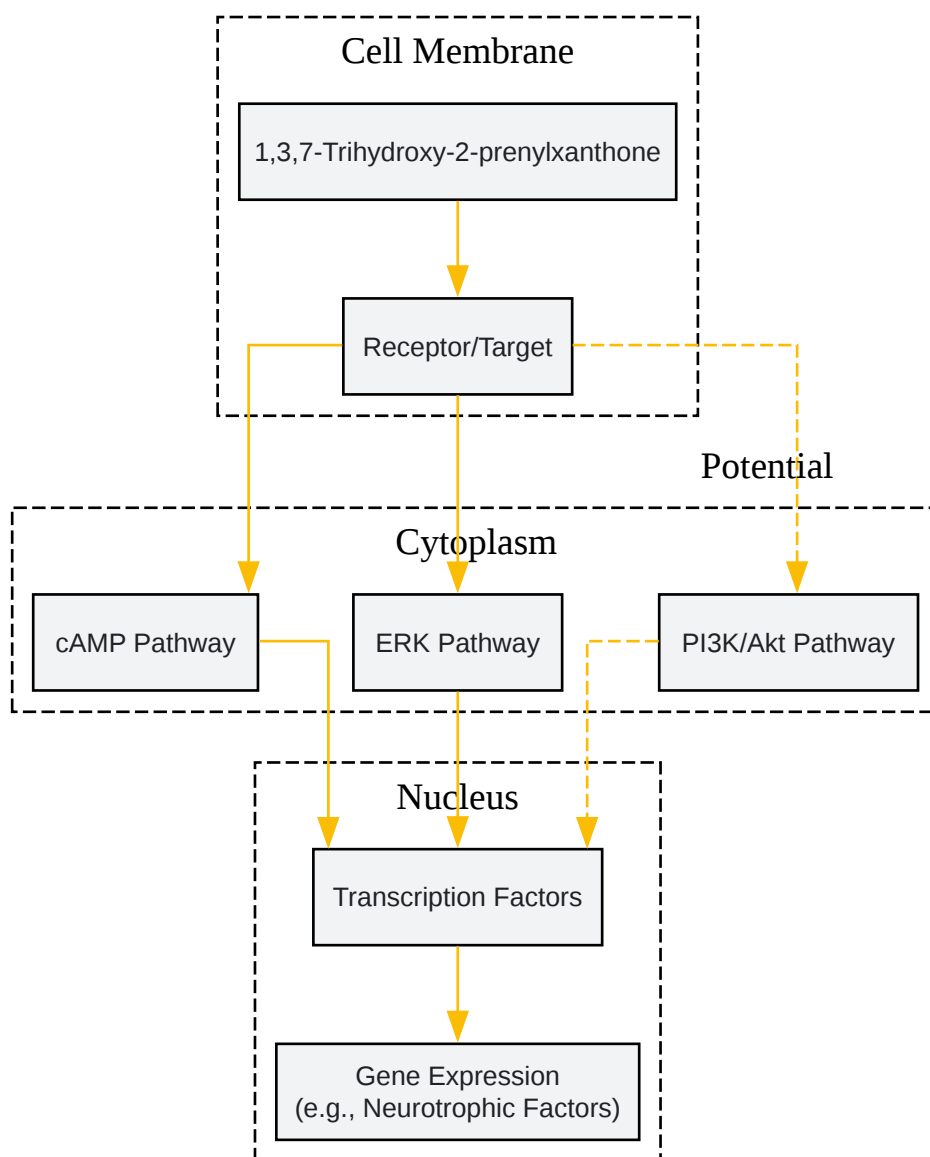 Cell Membrane
1,3,7-Trihydroxy-2-prenylxanthone
Receptor/Target
Potential
Cytoplasm
cAMP Pathway
ERK Pathway
PI3K/Akt Pathway
Nucleus
Transcription Factors
Gene Expression
(e.g., Neurotrophic Factors)